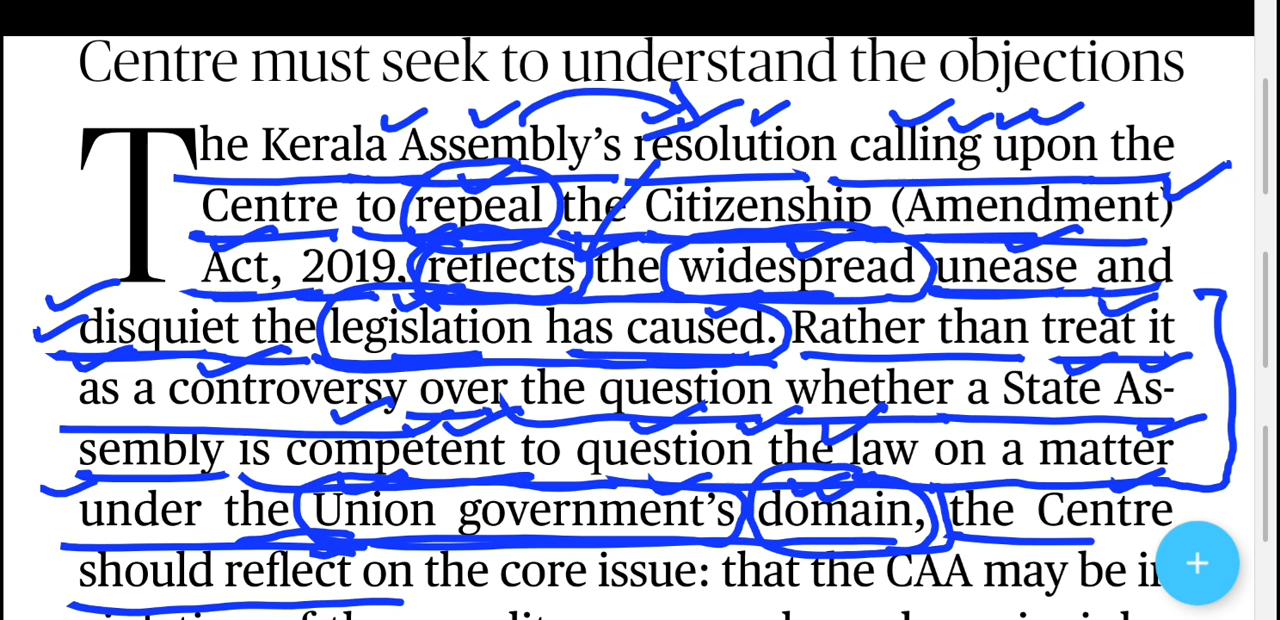 Centre must seek to understand the objections
The Kerala Assembly's resolution calling upon the
Centre to repeal the Citizenship (Amendment)
Act, 2019, reflects the widespread unease and
disquiet the legislation has caused. Rather than treat it
as a controversy over the question whether a State As-
sembly is competent to question the law on a matter
under the Union government's domain, the Centre
should reflect on the core issue: that the CAA may be in
+